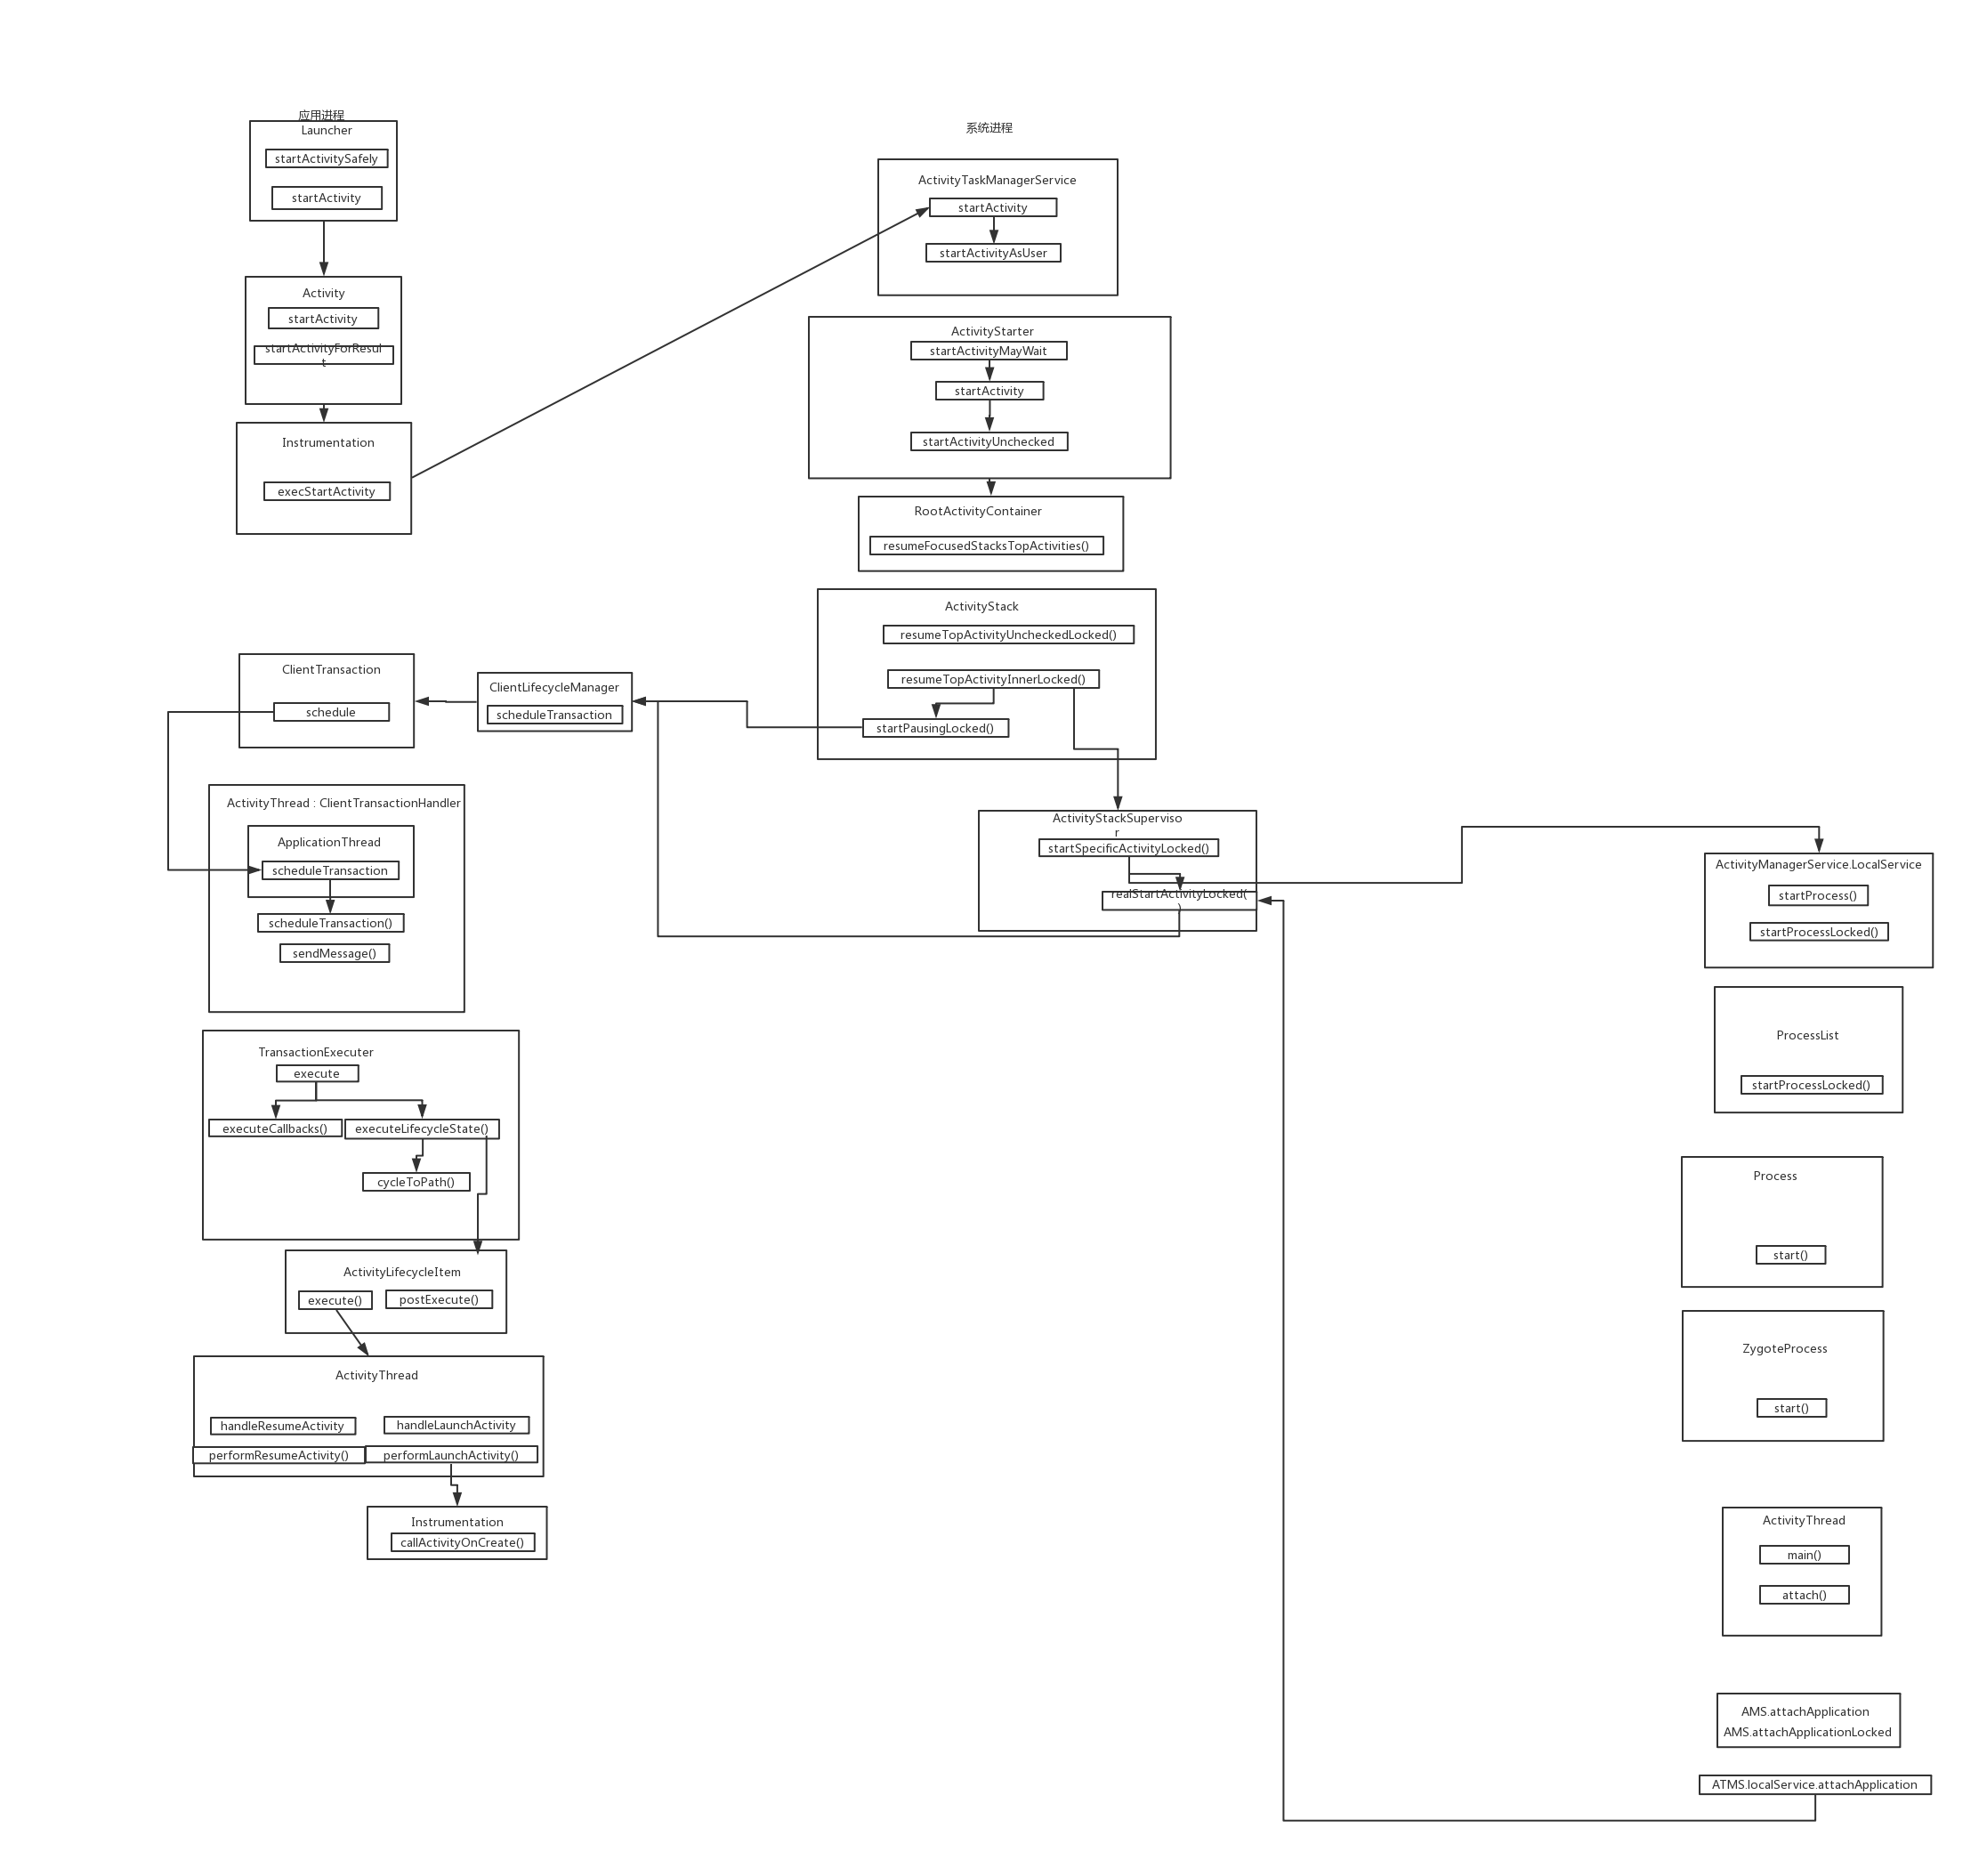 应用进程
Launcher
startActivitySafely
startActivity
Activity
startActivity
startActivityForResul
t
Instrumentation
execStartActivity
系统进程
ActivityTaskManagerService
startActivity
startActivityAsUser
ActivityStarter
startActivityMayWait
startActivity
startActivityUnchecked
RootActivityContainer
resumeFocusedStacksTopActivities()
ActivityStack
resumeTopActivityUncheckedLocked()
resumeTopActivityInnerLocked()
startPausingLocked()
ClientLifecycleManager
scheduleTransaction
ClientTransaction
schedule
ActivityThread : ClientTransactionHandler
ApplicationThread
scheduleTransaction
scheduleTransaction()
sendMessage()
TransactionExecuter
execute
executeCallbacks()
executeLifecycleState()
cycleToPath()
ActivityLifecycleItem
execute()
postExecute()
ActivityThread
handleResumeActivity
handleLaunchActivity
performResumeActivity()
performLaunchActivity()
Instrumentation
callActivityOnCreate()
ActivityStackSuperviso
r
startSpecificActivityLocked()
realStartActivityLocked(
)
ActivityManagerService.LocalService
startProcess()
startProcessLocked()
ProcessList
startProcessLocked()
Process
start()
ZygoteProcess
start()
ActivityThread
main()
attach()
AMS.attachApplication
AMS.attachApplicationLocked
ATMS.localService.attachApplication